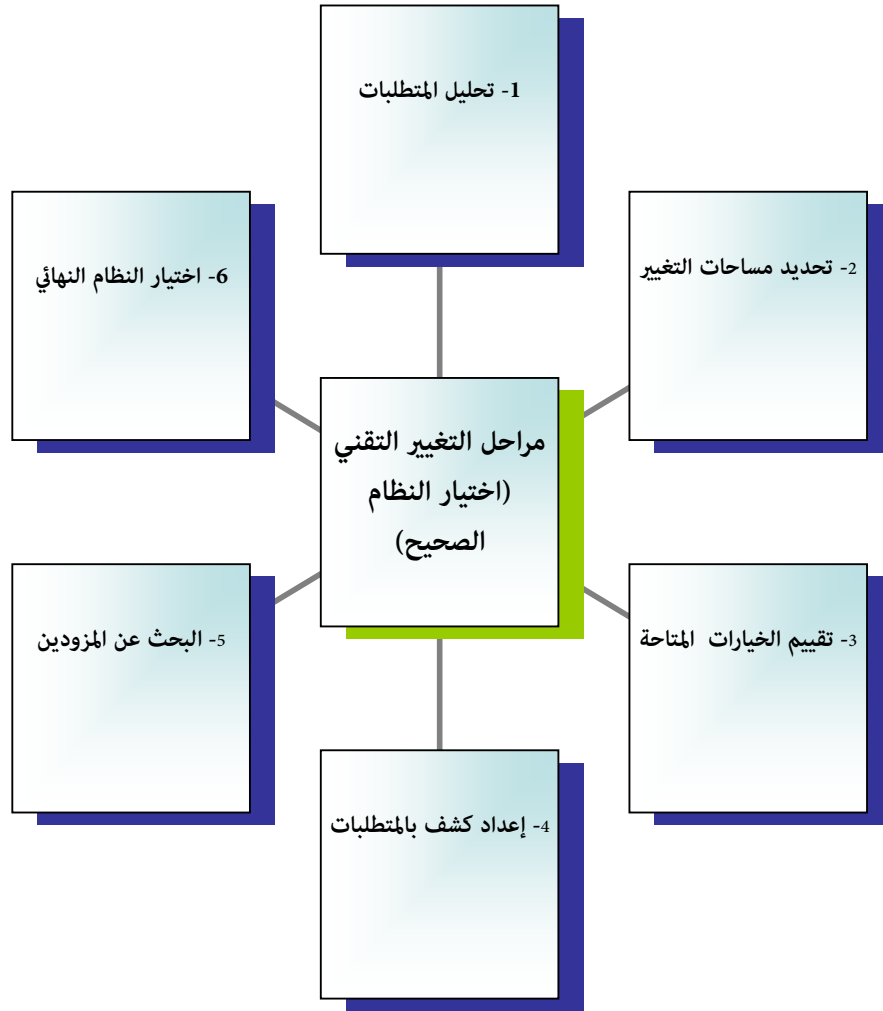 1- تحليل المتطلبات
2- تحديد مساحات التغيير
3- تقييم الخيارات المتاحة
4- إعداد كشف بالمتطلبات
5- البحث عن المزودين
6- اختيار النظام النهائي
مراحل التغيير التقني
(اختيار النظام
الصحيح)